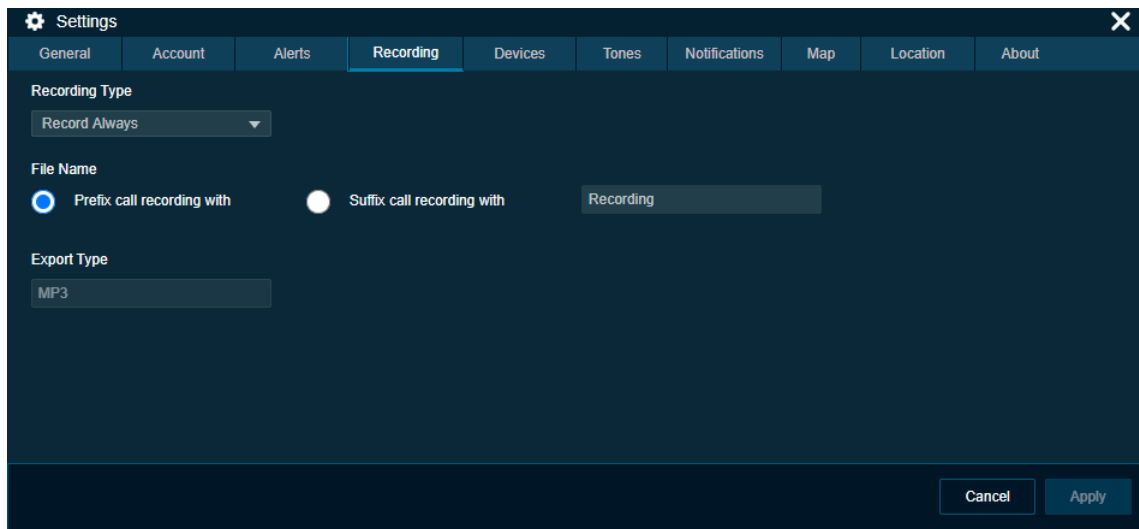 Settings
General Account Alerts Recording Devices Tones Notifications Map Location About
Recording Type
Record Always
File Name
Prefix call recording with Suffix call recording with Recording
Export Type
MP3
Cancel Apply